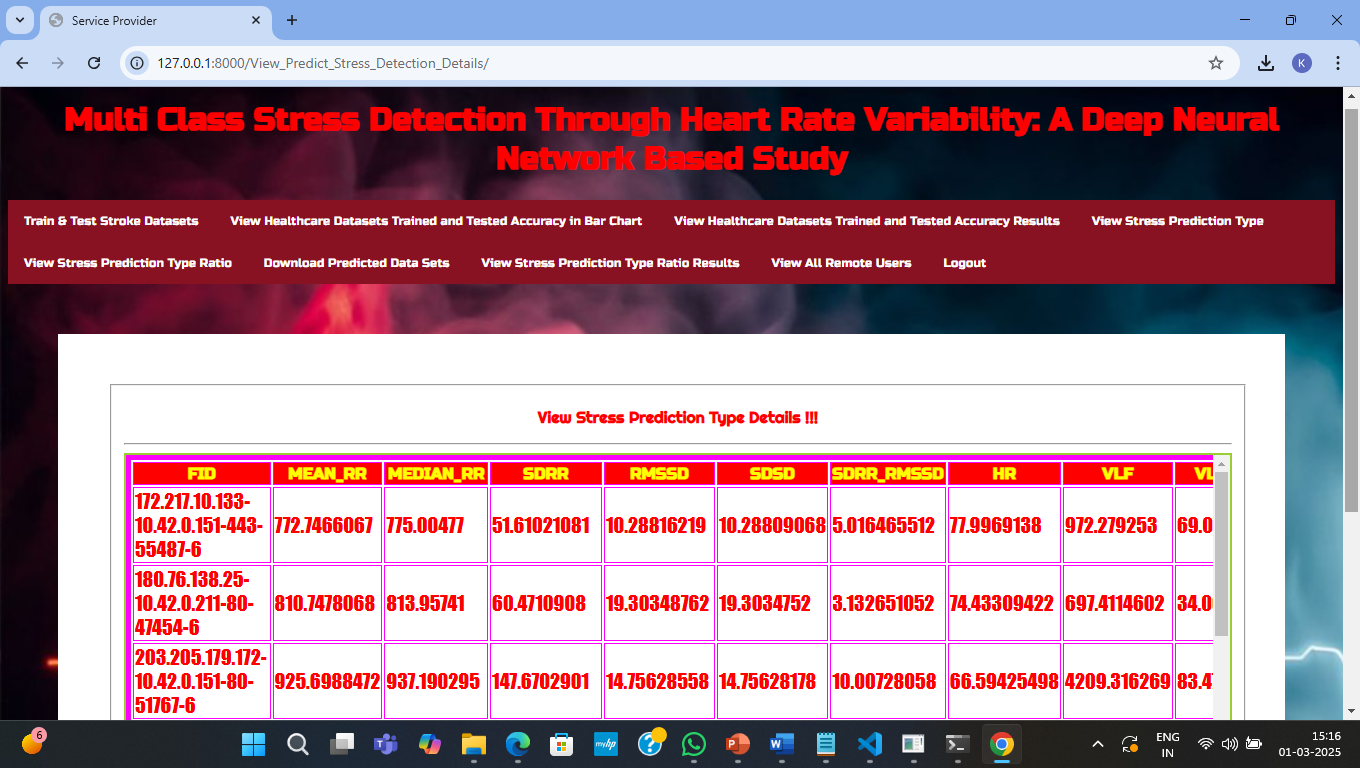 Service Provider
127.0.0.1:8000/View_Predict_Stress_Detection_Details/
K
Multi Class Stress Detection Through Heart Rate Variability: A Deep Neural
Network Based Study
Train & Test Stroke Datasets View Healthcare Datasets Trained and Tested Accuracy in Bar Chart View Healthcare Datasets Trained and Tested Accuracy Results View Stress Prediction Type
View Stress Prediction Type Ratio Download Predicted Data Sets View Stress Prediction Type Ratio Results View All Remote Users Logout
View Stress Prediction Type Details !!!
FID MEAN_RR MEDIAN_RR SDRR RMSSD SDSD SDRR_RMSSD HR VLF
172.217.10.133-
10.42.0.151-443-
55487-6
772.7466067 775.00477 51.61021081 10.28816219 10.28809068 5.016465512 77.9969138 972.279253
180.76.138.25-
10.42.0.211-80-
47454-6
810.7478068 813.95741 60.4710908 19.30348762 19.3034752 3.132651052 74.43309422 697.4114602
203.205.179.172-
10.42.0.151-80-
51767-6
925.6988472 937.190295 147.6702901 14.75628558 14.75628178 10.00728058 66.59425498 4209.316269
6
myhp
ENG
IN
15:16
01-03-2025